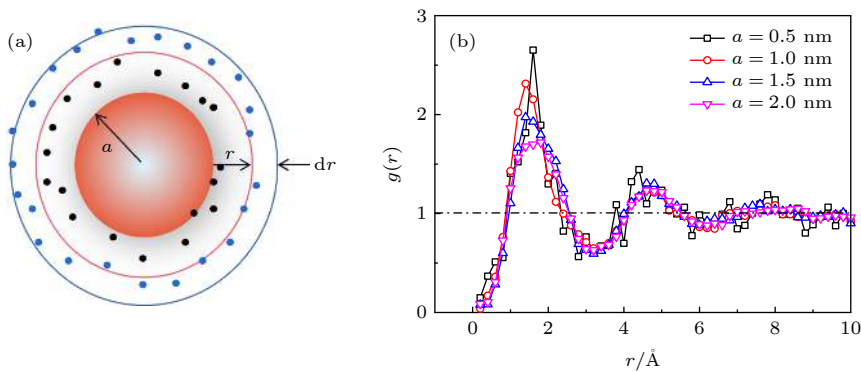 (a)
a
r
dr
(b)
g(r)
3
2
1
0
0
2
4
6
8
10
r/Å
a = 0.5 nm
a = 1.0 nm
a = 1.5 nm
a = 2.0 nm